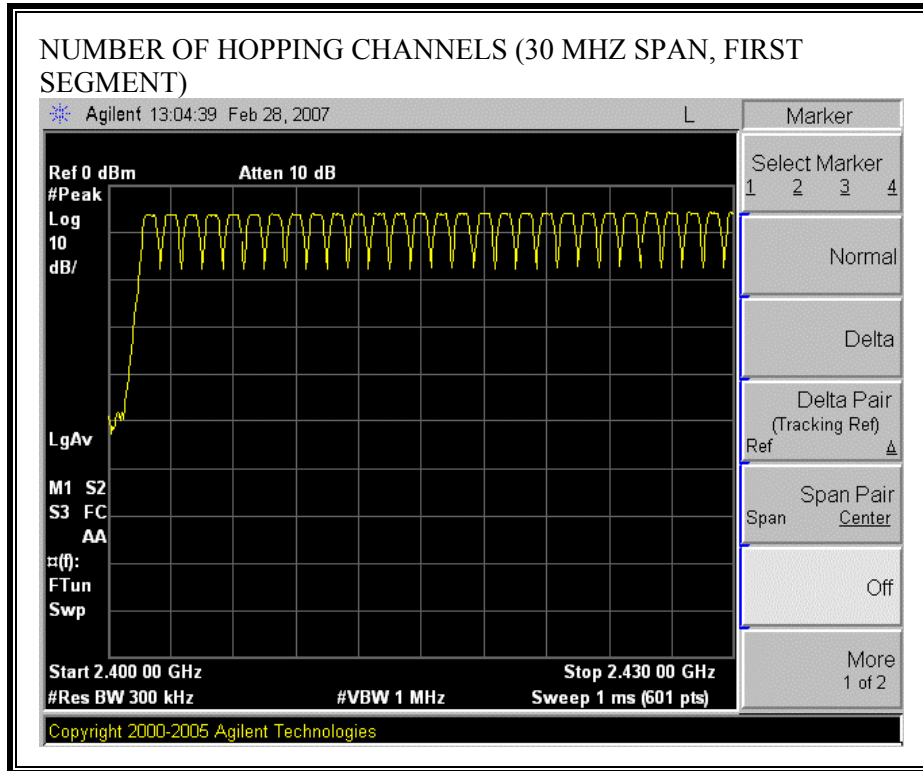 NUMBER OF HOPPING CHANNELS (30 MHZ SPAN, FIRST
SEGMENT)
Agilent 13:04:39 Feb 28, 2007 L
Ref 0 dBm Atten 10 dB
#Peak
Log
10
dB/
LgAv
M1 S2
S3 FC
AA
¤(f):
FTun
Swp
Start 2.400 00 GHz Stop 2.430 00 GHz
#Res BW 300 kHz #VBW 1 MHz Sweep 1 ms (601 pts)
Copyright 2000-2005 Agilent Technologies
Marker
Select Marker
1 2 3 4
Normal
Delta
Delta Pair
(Tracking Ref)
Ref Δ
Span Pair
Span Center
Off
More
1 of 2